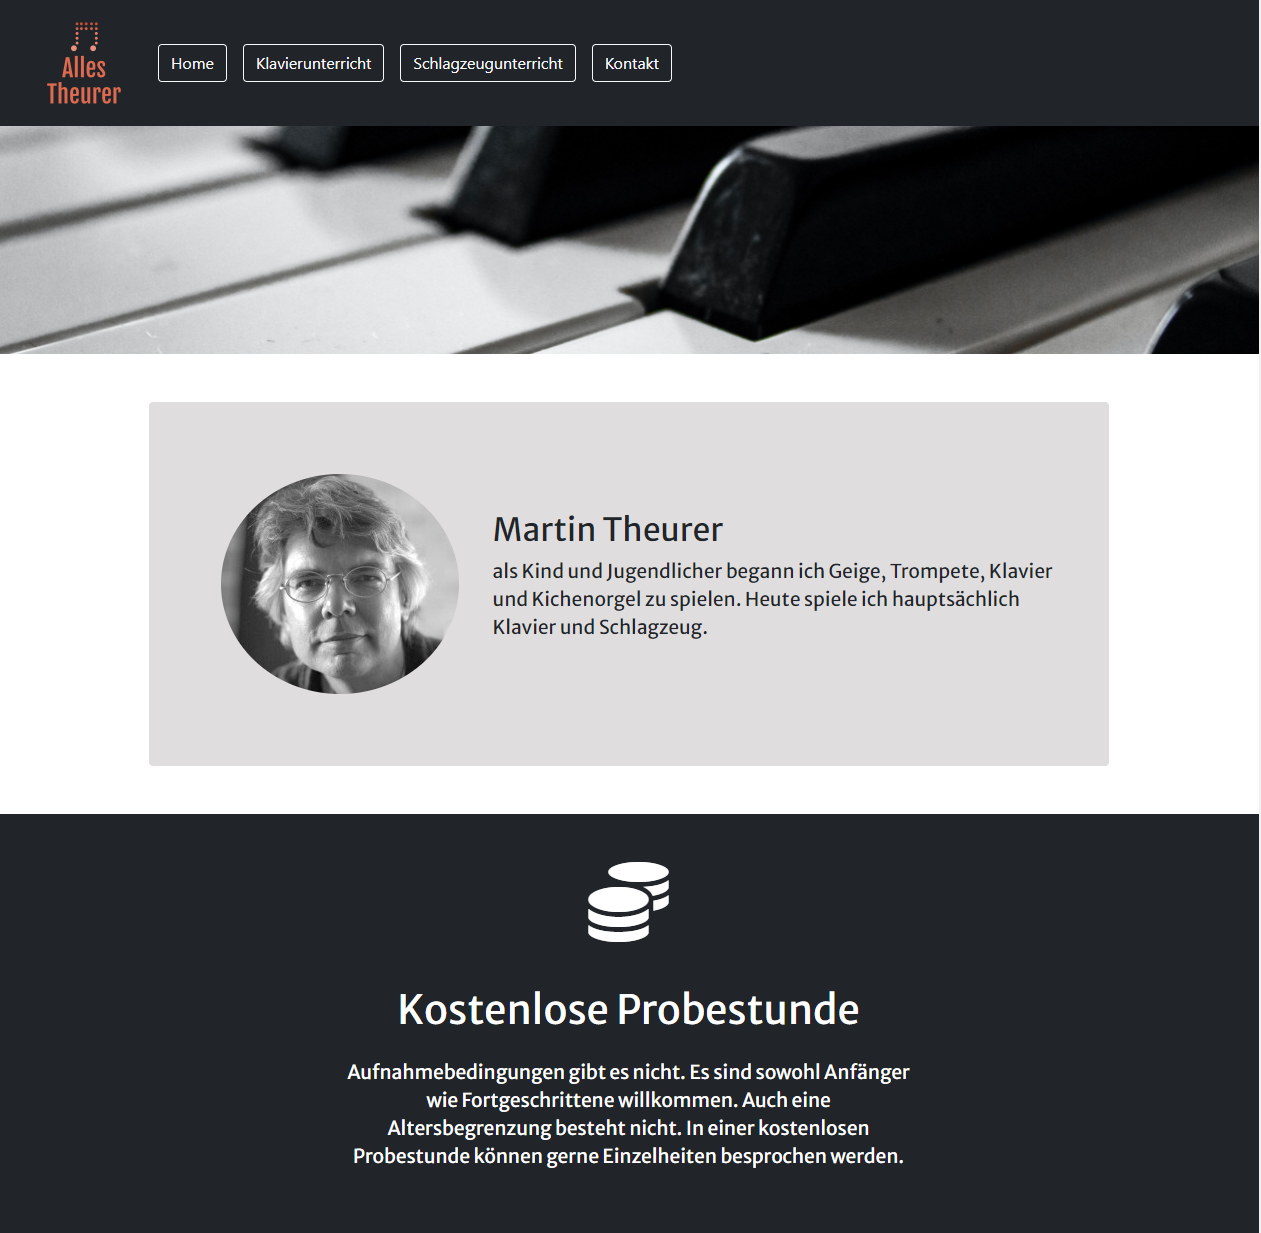 Alles
Theurer
Home
Klavierunterricht
Schlagzeugunterricht
Kontakt
Martin Theurer
als Kind und Jugendlicher begann ich Geige, Trompete, Klavier
und Kichenorgel zu spielen. Heute spiele ich hauptsächlich
Klavier und Schlagzeug.
Kostenlose Probestunde
Aufnahmebedingungen gibt es nicht. Es sind sowohl Anfänger
wie Fortgeschrittene willkommen. Auch eine
Altersbegrenzung besteht nicht. In einer kostenlosen
Probestunde können gerne Einzelheiten besprochen werden.